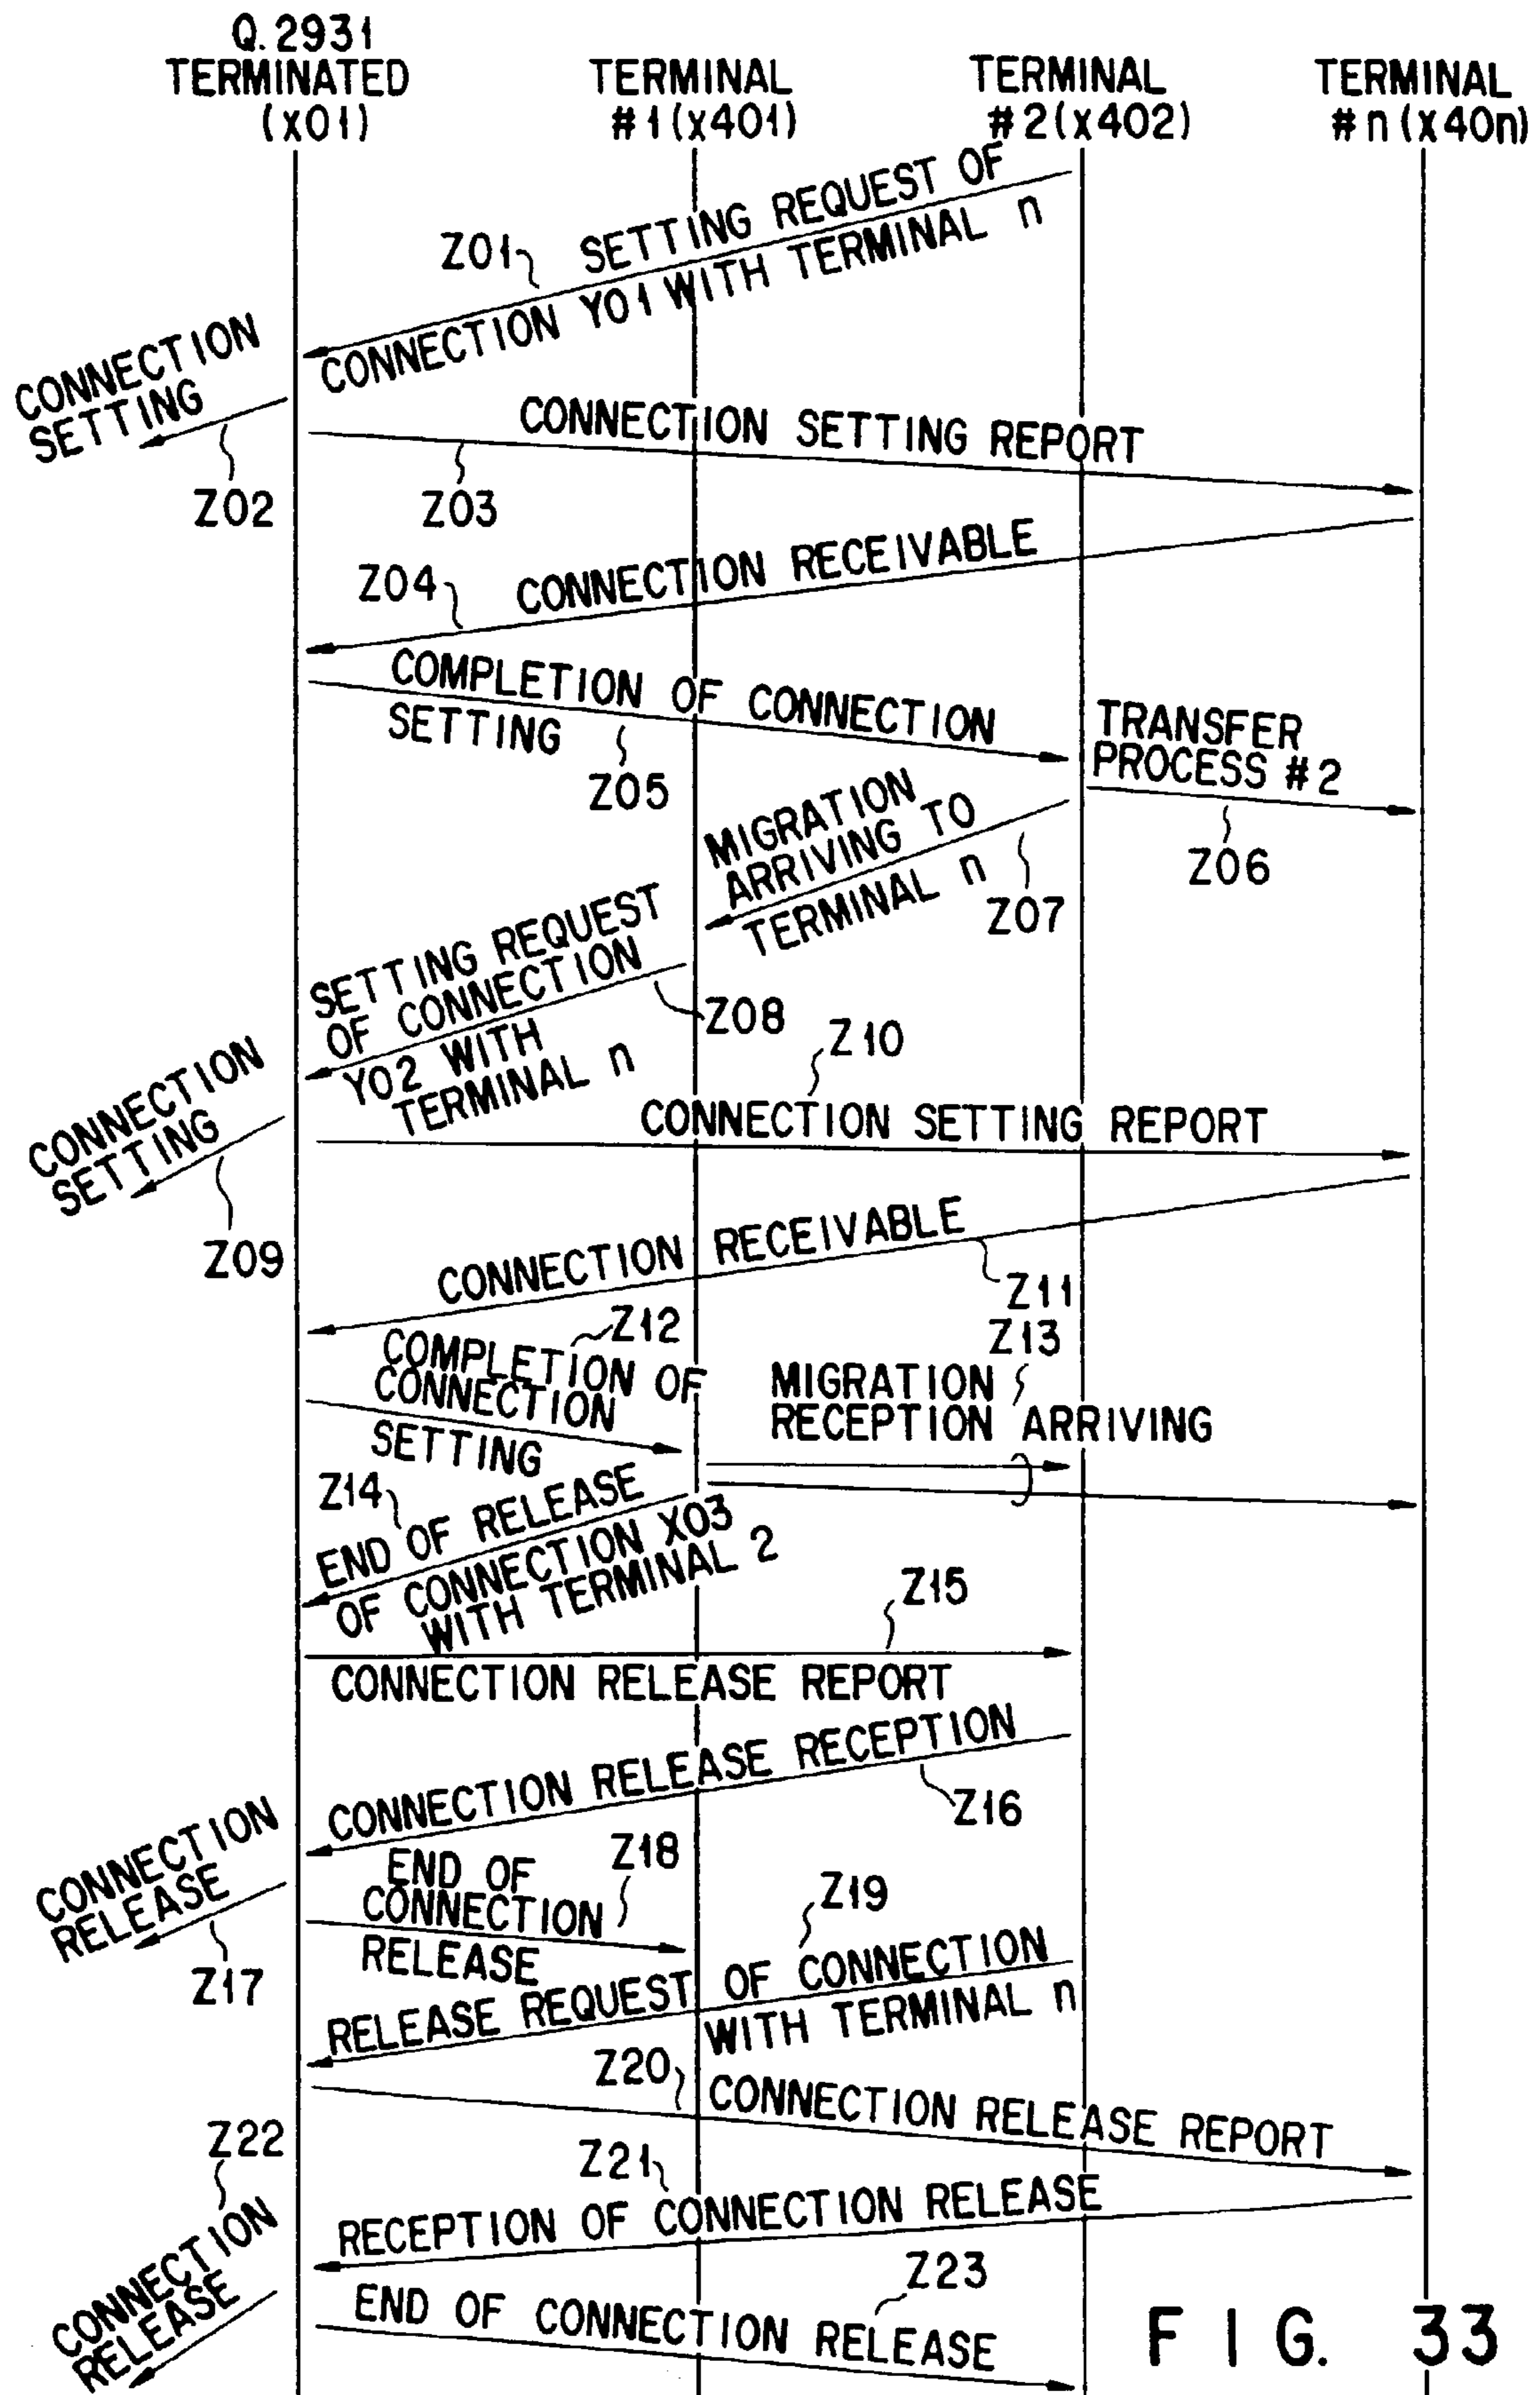 Q.2931
TERMINATED
(x01)
TERMINAL
#1(x401)
TERMINAL
#2(x402)
TERMINAL
#n(x40n)
Z01
SETTING REQUEST OF
CONNECTION Y01 WITH TERMINAL n
CONNECTION
SETTING
Z02
CONNECTION SETTING REPORT
Z03
CONNECTION RECEIVABLE
Z04
COMPLETION OF CONNECTION
SETTING
Z05
TRANSFER
PROCESS #2
Z06
MIGRATION
ARRIVING TO
TERMINAL n
Z07
SETTING REQUEST
OF CONNECTION
Y02 WITH
TERMINAL n
Z08
CONNECTION
SETTING
Z09
Z10
CONNECTION SETTING REPORT
CONNECTION RECEIVABLE
Z11
Z12
COMPLETION OF
CONNECTION
SETTING
Z13
MIGRATION
RECEPTION ARRIVING
Z14
END OF RELEASE
OF CONNECTION X03
WITH TERMINAL 2
Z15
CONNECTION RELEASE REPORT
CONNECTION RELEASE RECEPTION
Z16
CONNECTION
RELEASE
Z17
Z18
END OF
CONNECTION
RELEASE
Z19
RELEASE REQUEST OF CONNECTION
WITH TERMINAL n
Z20
CONNECTION RELEASE REPORT
Z21
RECEPTION OF CONNECTION RELEASE
Z22
CONNECTION
RELEASE
Z23
END OF CONNECTION RELEASE
FIG. 33